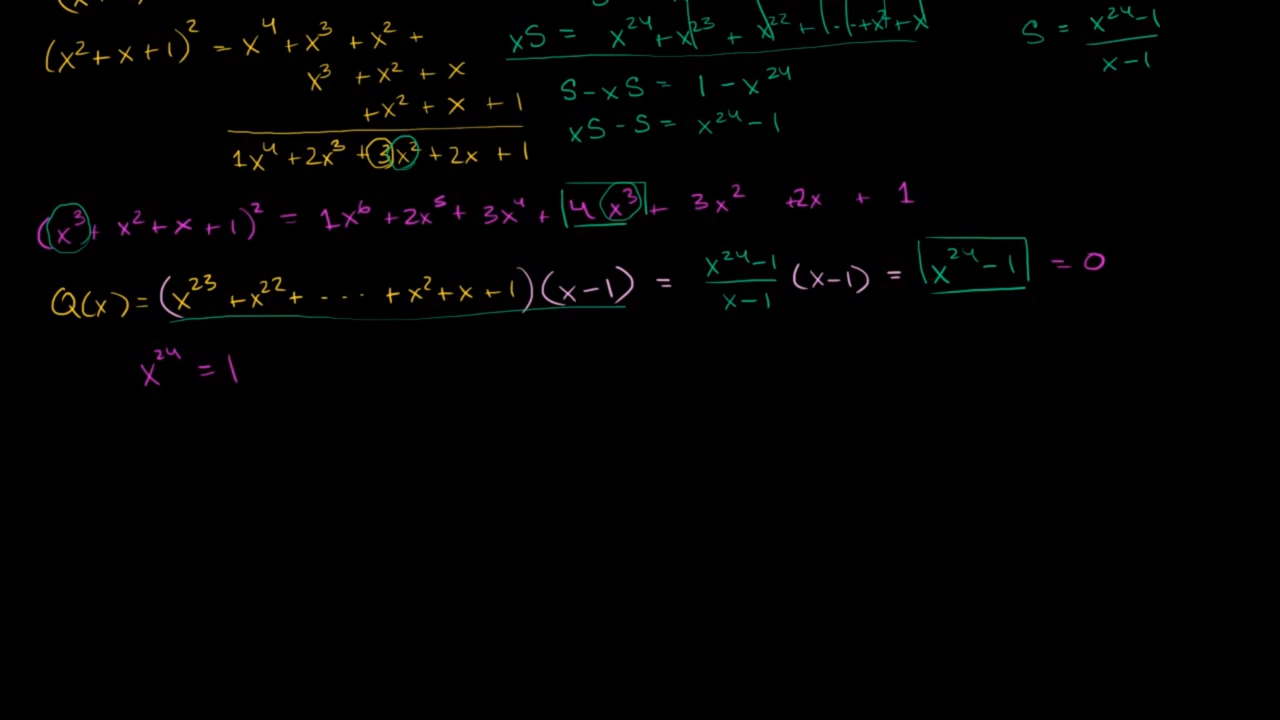 (x² + x + 1)² = x⁴ + x³ + x² +
x³ + x² + x
+x² + x + 1
1x⁴ + 2x³ + 3x² + 2x + 1
xS = x²⁴ + x²³ + x²² + ··· + x² + x
S - xS = 1 - x²⁴
xS - S = x²⁴ - 1
S = x²⁴-1 / x-1
(x³ + x² + x + 1)² = 1x⁶ + 2x⁵ + 3x⁴ + 4x³ + 3x² +2x + 1
Q(x) = (x²³ + x²² + ···· + x² + x + 1)(x-1) = x²⁴-1 / x-1 (x-1) = x²⁴-1 = 0
x²⁴ = 1